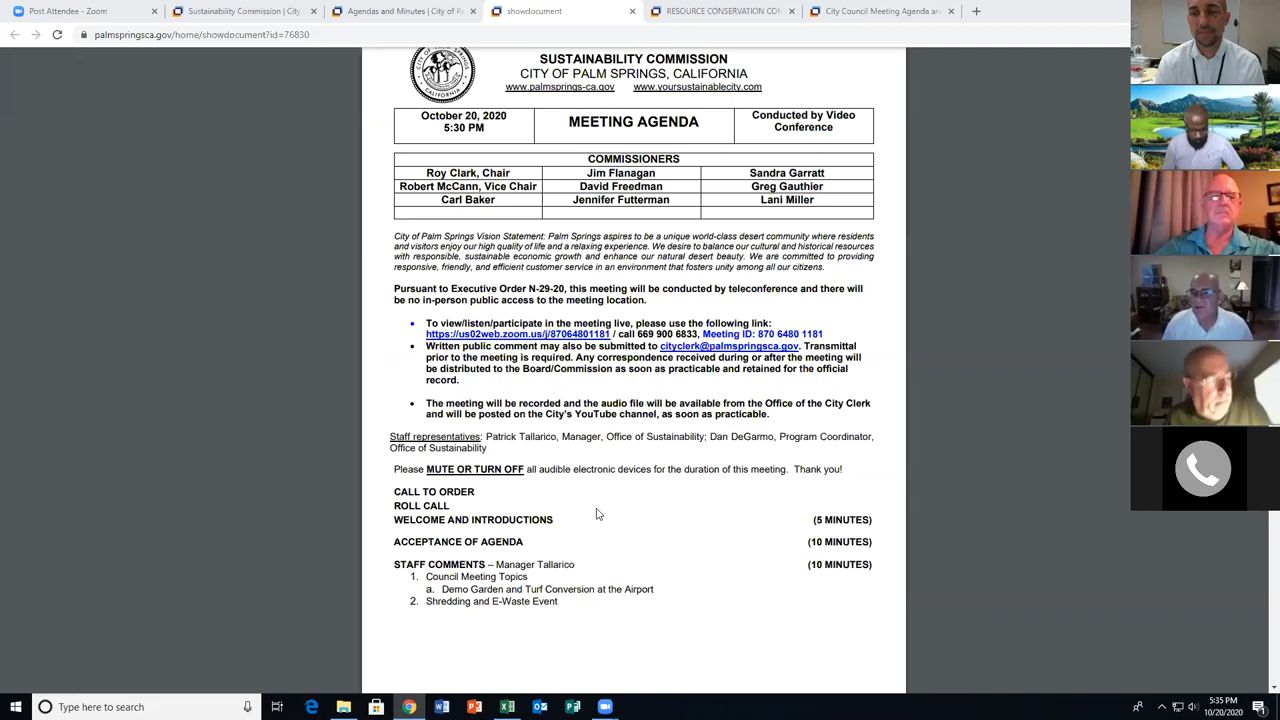 Post Attendee - Zoom
Sustainability Commission | City
Agendas and Minutes | City of Pa
showdocument
RESOURCE CONSERVATION COM
City Council Meeting Agenda an
palmspringsca.gov/home/showdocument?id=76830
SUSTAINABILITY COMMISSION
CITY OF PALM SPRINGS, CALIFORNIA
www.palmsprings-ca.gov www.yoursustainablecity.com
October 20, 2020
5:30 PM
MEETING AGENDA
Conducted by Video
Conference
COMMISSIONERS
Roy Clark, Chair Jim Flanagan Sandra Garratt
Robert McCann, Vice Chair David Freedman Greg Gauthier
Carl Baker Jennifer Futterman Lani Miller
City of Palm Springs Vision Statement: Palm Springs aspires to be a unique world-class desert community where residents
and visitors enjoy our high quality of life and a relaxing experience. We desire to balance our cultural and historical resources
with responsible, sustainable economic growth and enhance our natural desert beauty. We are committed to providing
responsive, friendly, and efficient customer service in an environment that fosters unity among all our citizens.
Pursuant to Executive Order N-29-20, this meeting will be conducted by teleconference and there will
be no in-person public access to the meeting location.
• To view/listen/participate in the meeting live, please use the following link:
https://us02web.zoom.us/j/87064801181 / call 669 900 6833, Meeting ID: 870 6480 1181
• Written public comment may also be submitted to cityclerk@palmspringsca.gov. Transmittal
prior to the meeting is required. Any correspondence received during or after the meeting will
be distributed to the Board/Commission as soon as practicable and retained for the official
record.
• The meeting will be recorded and the audio file will be available from the Office of the City Clerk
and will be posted on the City's YouTube channel, as soon as practicable.
Staff representatives: Patrick Tallarico, Manager, Office of Sustainability; Dan DeGarmo, Program Coordinator,
Office of Sustainability
Please MUTE OR TURN OFF all audible electronic devices for the duration of this meeting. Thank you!
CALL TO ORDER
ROLL CALL
WELCOME AND INTRODUCTIONS (5 MINUTES)
ACCEPTANCE OF AGENDA (10 MINUTES)
STAFF COMMENTS – Manager Tallarico (10 MINUTES)
1. Council Meeting Topics
a. Demo Garden and Turf Conversion at the Airport
2. Shredding and E-Waste Event
Type here to search
5:35 PM
10/20/2020